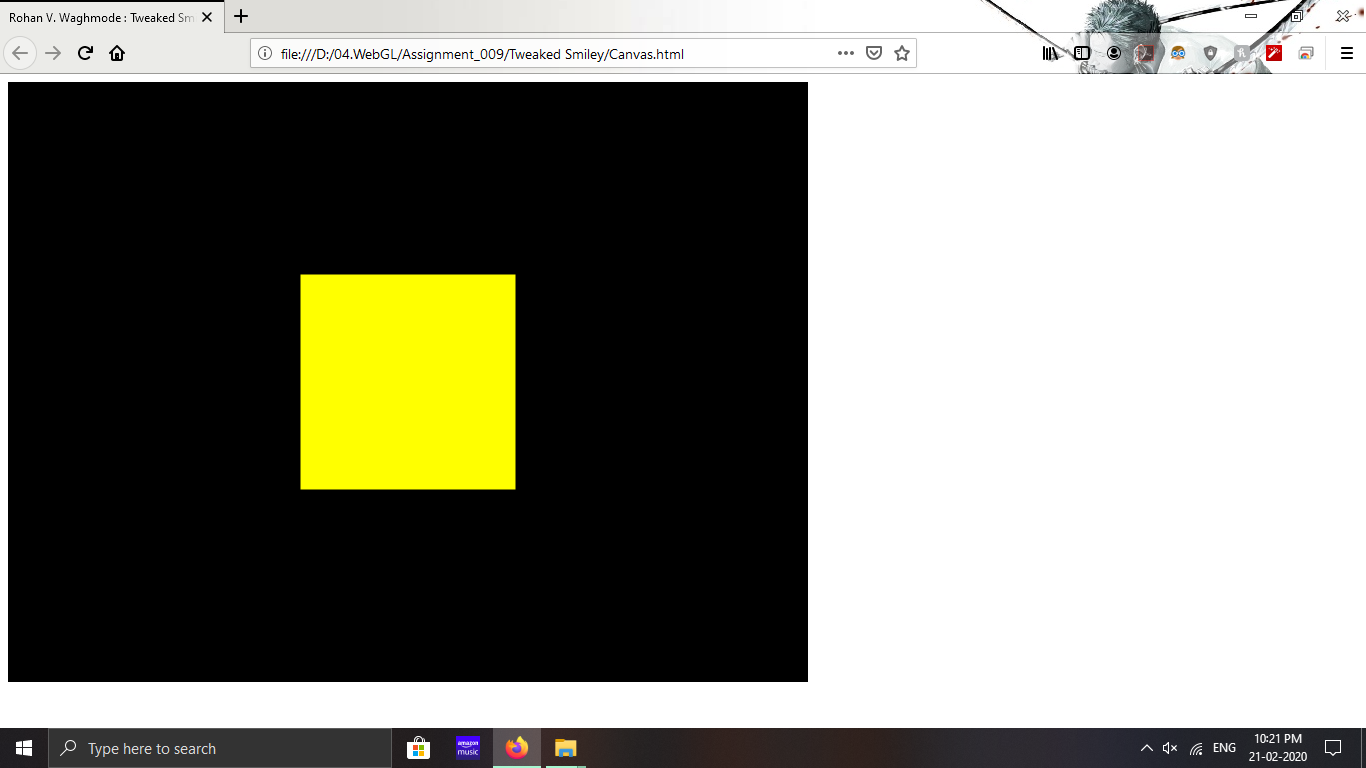 Rohan V. Waghmode : Tweaked Sm
file:///D:/04.WebGL/Assignment_009/Tweaked Smiley/Canvas.html
Type here to search
amazon
music
ENG
10:21 PM
21-02-2020